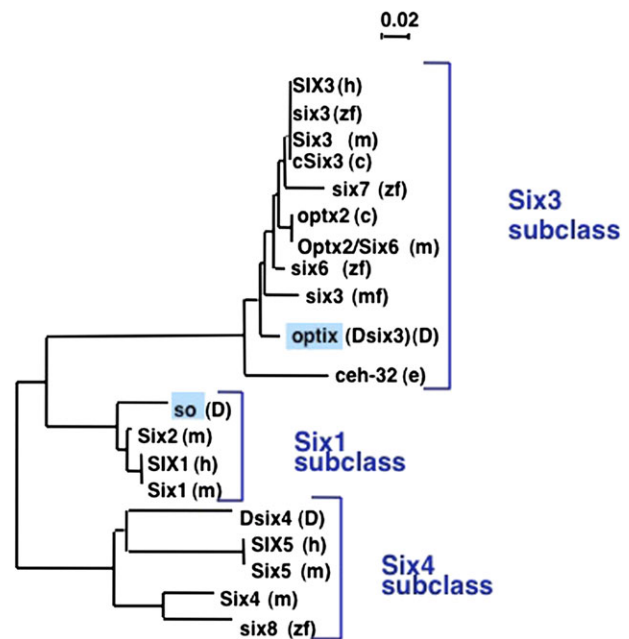 0.02
SIX3 (h)
six3 (zf)
Six3 (m)
cSix3 (c)
six7 (zf)
optx2 (c)
Optx2/Six6 (m)
six6 (zf)
six3 (mf)
optix (Dsix3) (D)
ceh-32 (e)
Six3
subclass
so (D)
Six2 (m)
SIX1 (h)
Six1 (m)
Six1
subclass
Dsix4 (D)
SIX5 (h)
Six5 (m)
Six4 (m)
six8 (zf)
Six4
subclass